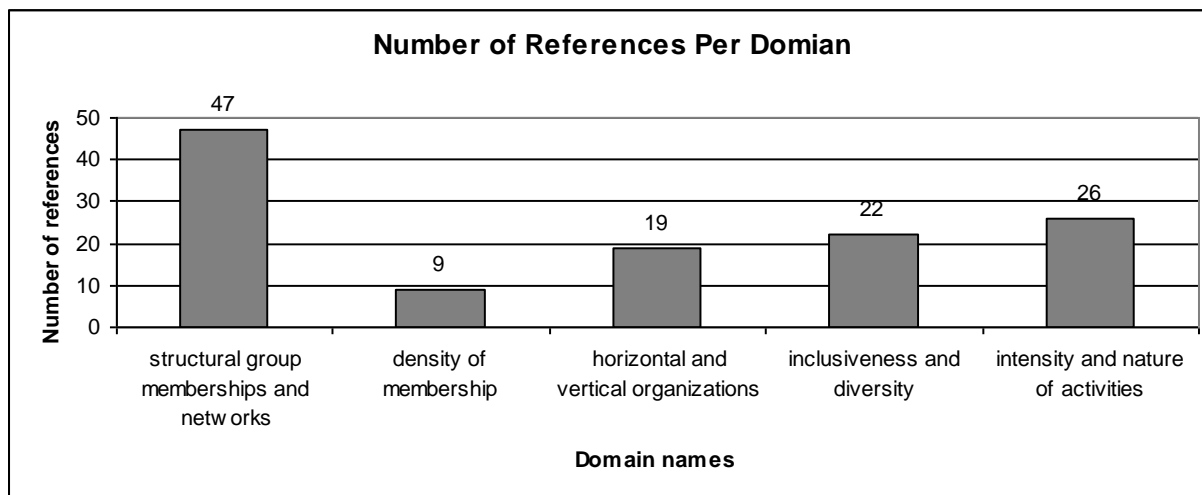 Number of References Per Domian
47
9
19
22
26
50
40
30
20
10
0
Number of references
structural group
memberships and
networks
density of
membership
horizontal and
vertical organizations
inclusiveness and
diversity
intensity and nature
of activities
Domain names